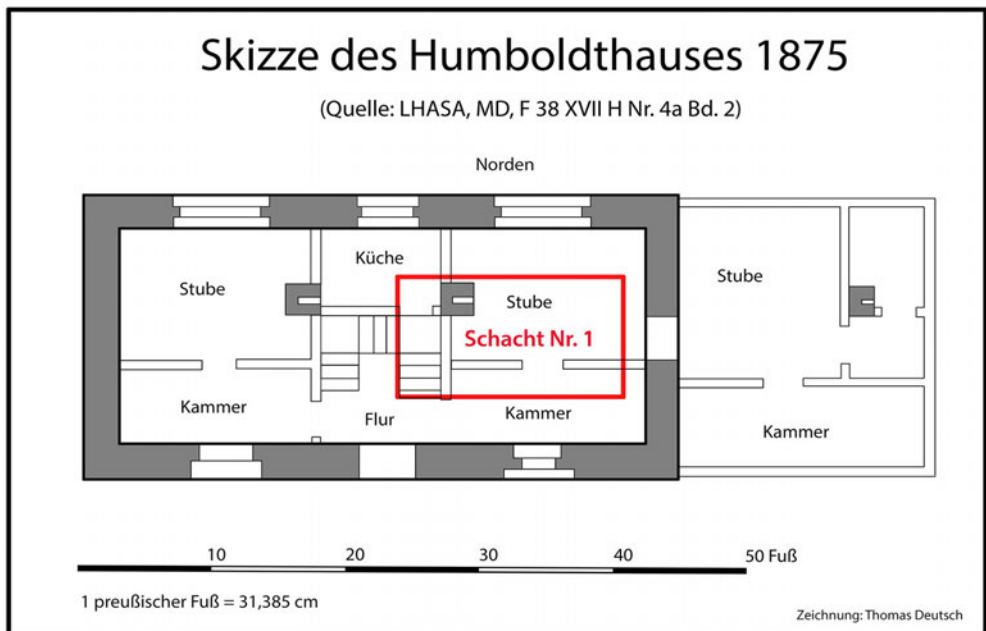 Skizze des Humboldthauses 1875
(Quelle: LHASA, MD, F 38 XVII H Nr. 4a Bd. 2)
Norden
Küche
Stube
Stube
Stube
Schacht Nr. 1
Kammer
Flur
Kammer
Kammer
10 20 30 40 50 Fuß
1 preußischer Fuß = 31,385 cm
Zeichnung: Thomas Deutsch